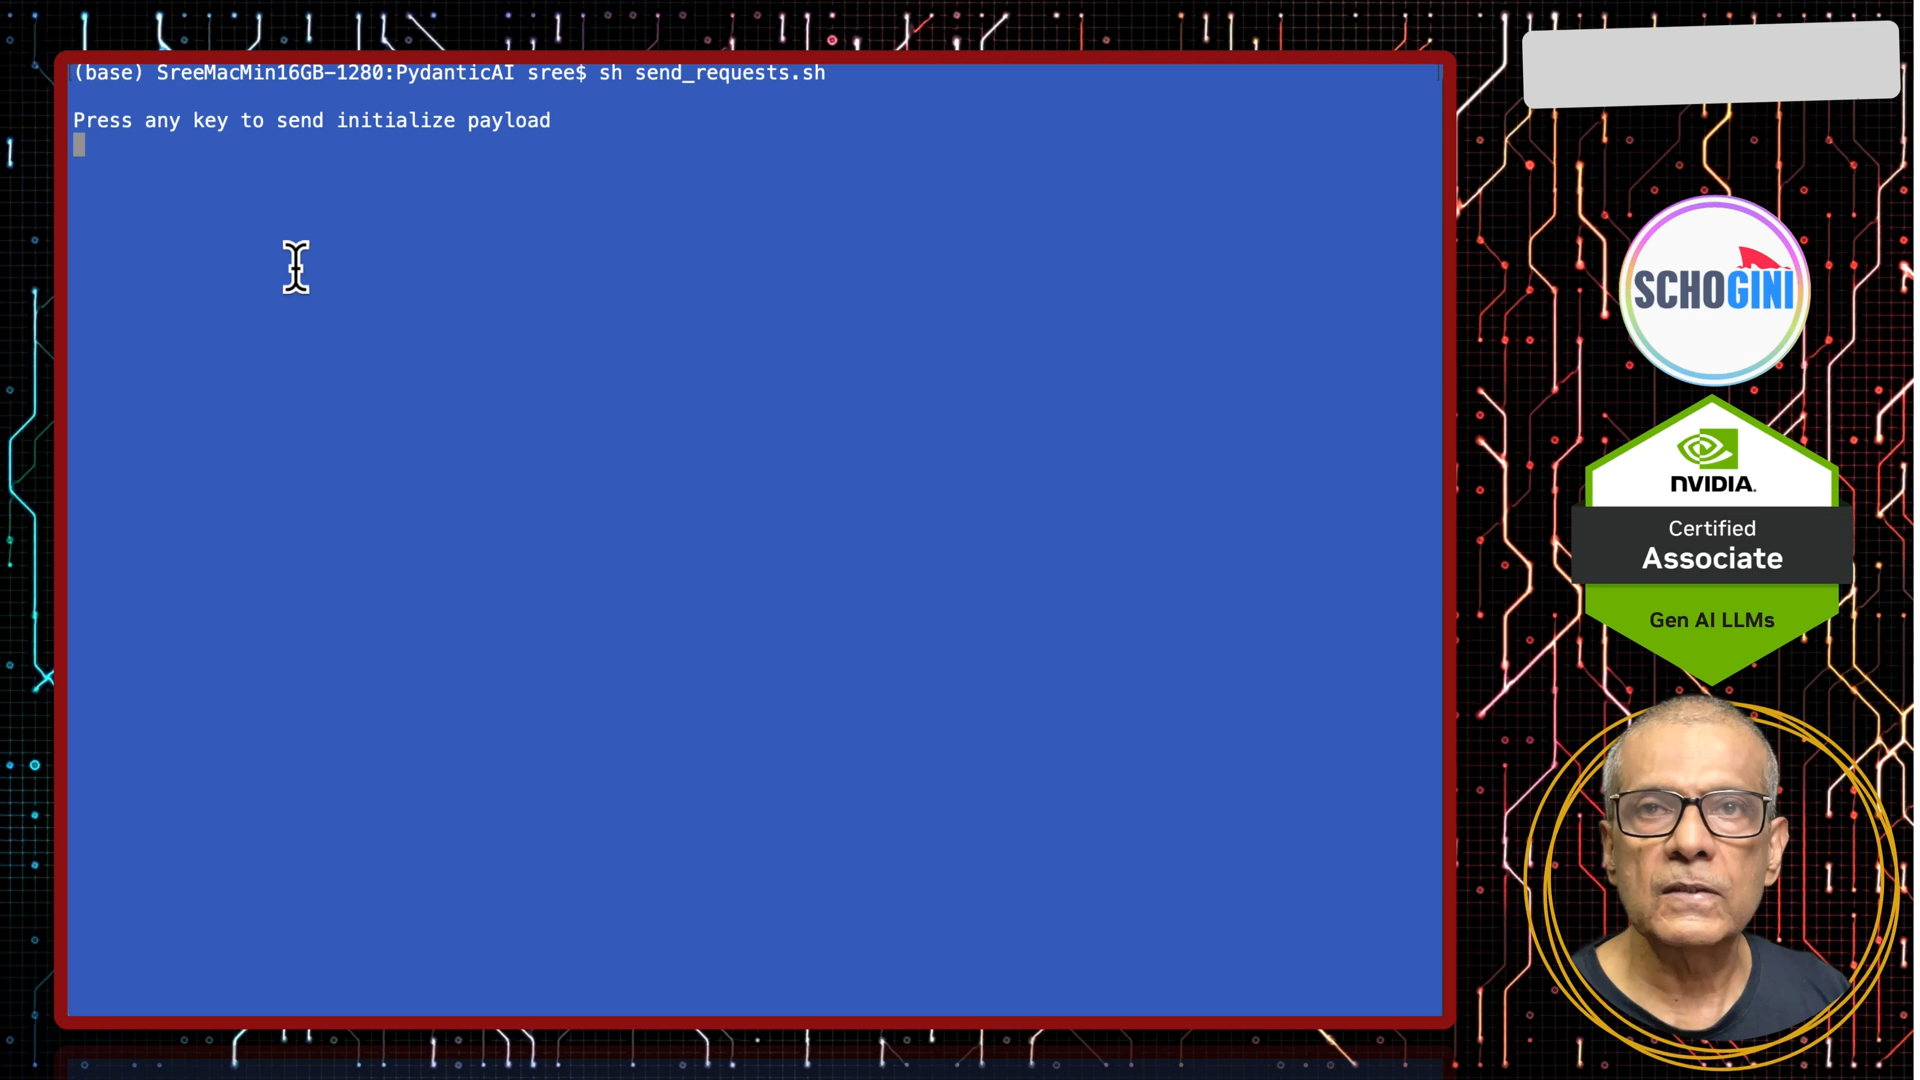 (base) SreeMacMin16GB-1280:PydanticAI sree$ sh send_requests.sh
Press any key to send initialize payload
SCHOGINI
NVIDIA.
Certified
Associate
Gen AI LLMs